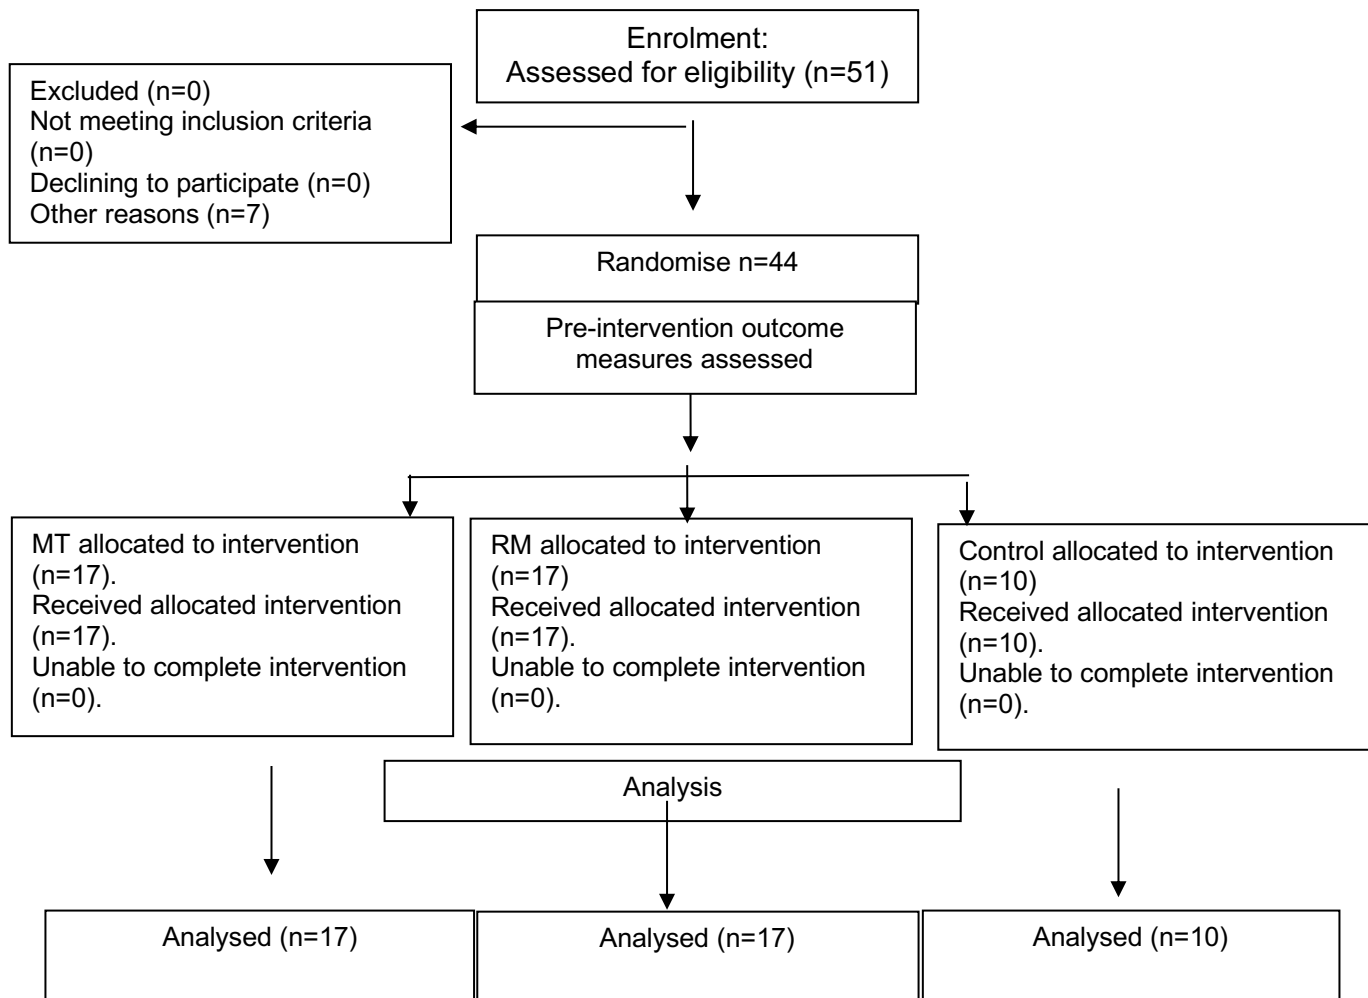 Enrolment:
Assessed for eligibility (n=51)
Excluded (n=0)
Not meeting inclusion criteria
(n=0)
Declining to participate (n=0)
Other reasons (n=7)
Randomise n=44
Pre-intervention outcome
measures assessed
MT allocated to intervention
(n=17).
Received allocated intervention
(n=17).
Unable to complete intervention
(n=0).
RM allocated to intervention
(n=17)
Received allocated intervention
(n=17).
Unable to complete intervention
(n=0).
Control allocated to intervention
(n=10)
Received allocated intervention
(n=10).
Unable to complete intervention
(n=0).
Analysis
Analysed (n=17)
Analysed (n=17)
Analysed (n=10)